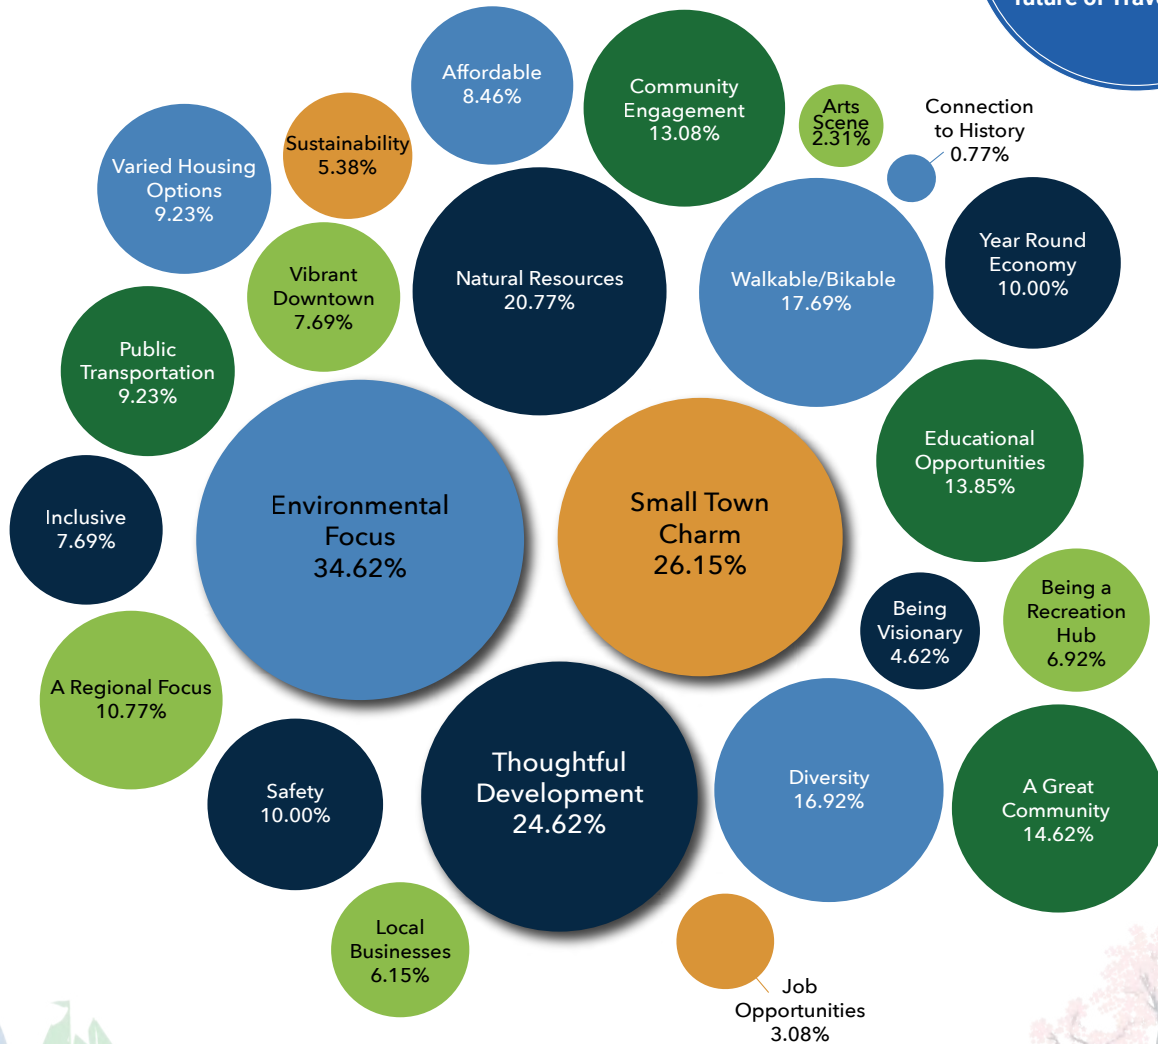 future of
Affordable
8.46%
Community
Engagement
13.08%
Arts
Scene
2.31%
Connection
to History
0.77%
Sustainability
5.38%
Varied Housing
Options
9.23%
Year Round
Economy
10.00%
Natural Resources
20.77%
Walkable/Bikable
17.69%
Vibrant
Downtown
7.69%
Public
Transportation
9.23%
Educational
Opportunities
13.85%
Environmental
Focus
34.62%
Small Town
Charm
26.15%
Inclusive
7.69%
Being a
Recreation
Hub
6.92%
Being
Visionary
4.62%
A Regional Focus
10.77%
Thoughtful
Development
24.62%
Diversity
16.92%
A Great
Community
14.62%
Safety
10.00%
Local
Businesses
6.15%
Job
Opportunities
3.08%